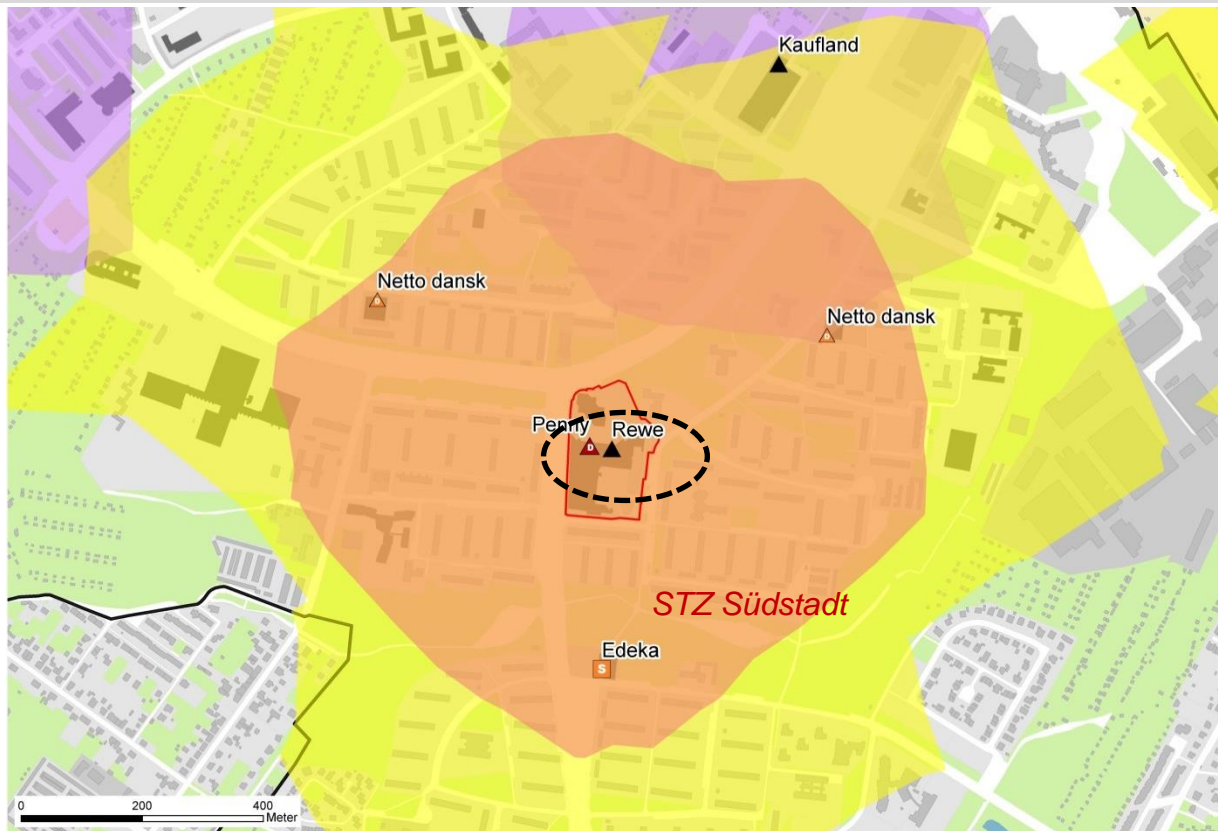 Kaufland
Netto dansk
D
Netto dansk
D
Penny
Rewe
D
STZ Südstadt
Edeka
S
0 200 400
Meter